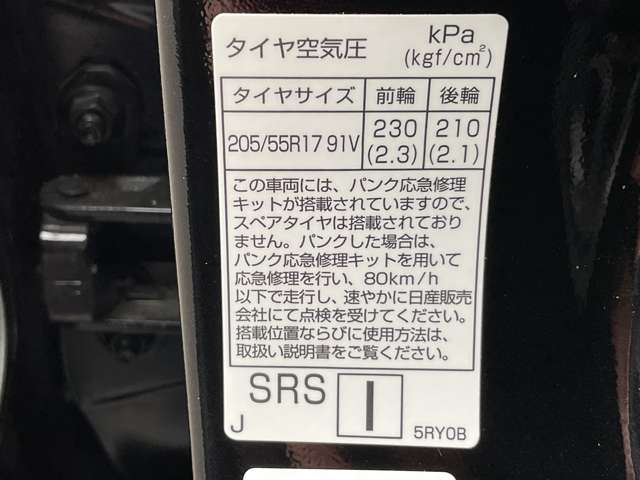 タイヤ空気圧 kPa
(kgf/cm²)
タイヤサイズ 前輪 後輪
205/55R17 91V 230 210
(2.3) (2.1)
この車両には、パンク応急修理
キットが搭載されていますので、
スペアタイヤは搭載されており
ません。パンクした場合は、
パンク応急修理キットを用いて
応急修理を行い、80km/h
以下で走行し、速やかに日産販売
会社にて点検を受けてください。
搭載位置ならびに使用方法は、
取扱い説明書をご覧ください。
SRS I
J 5RY0B